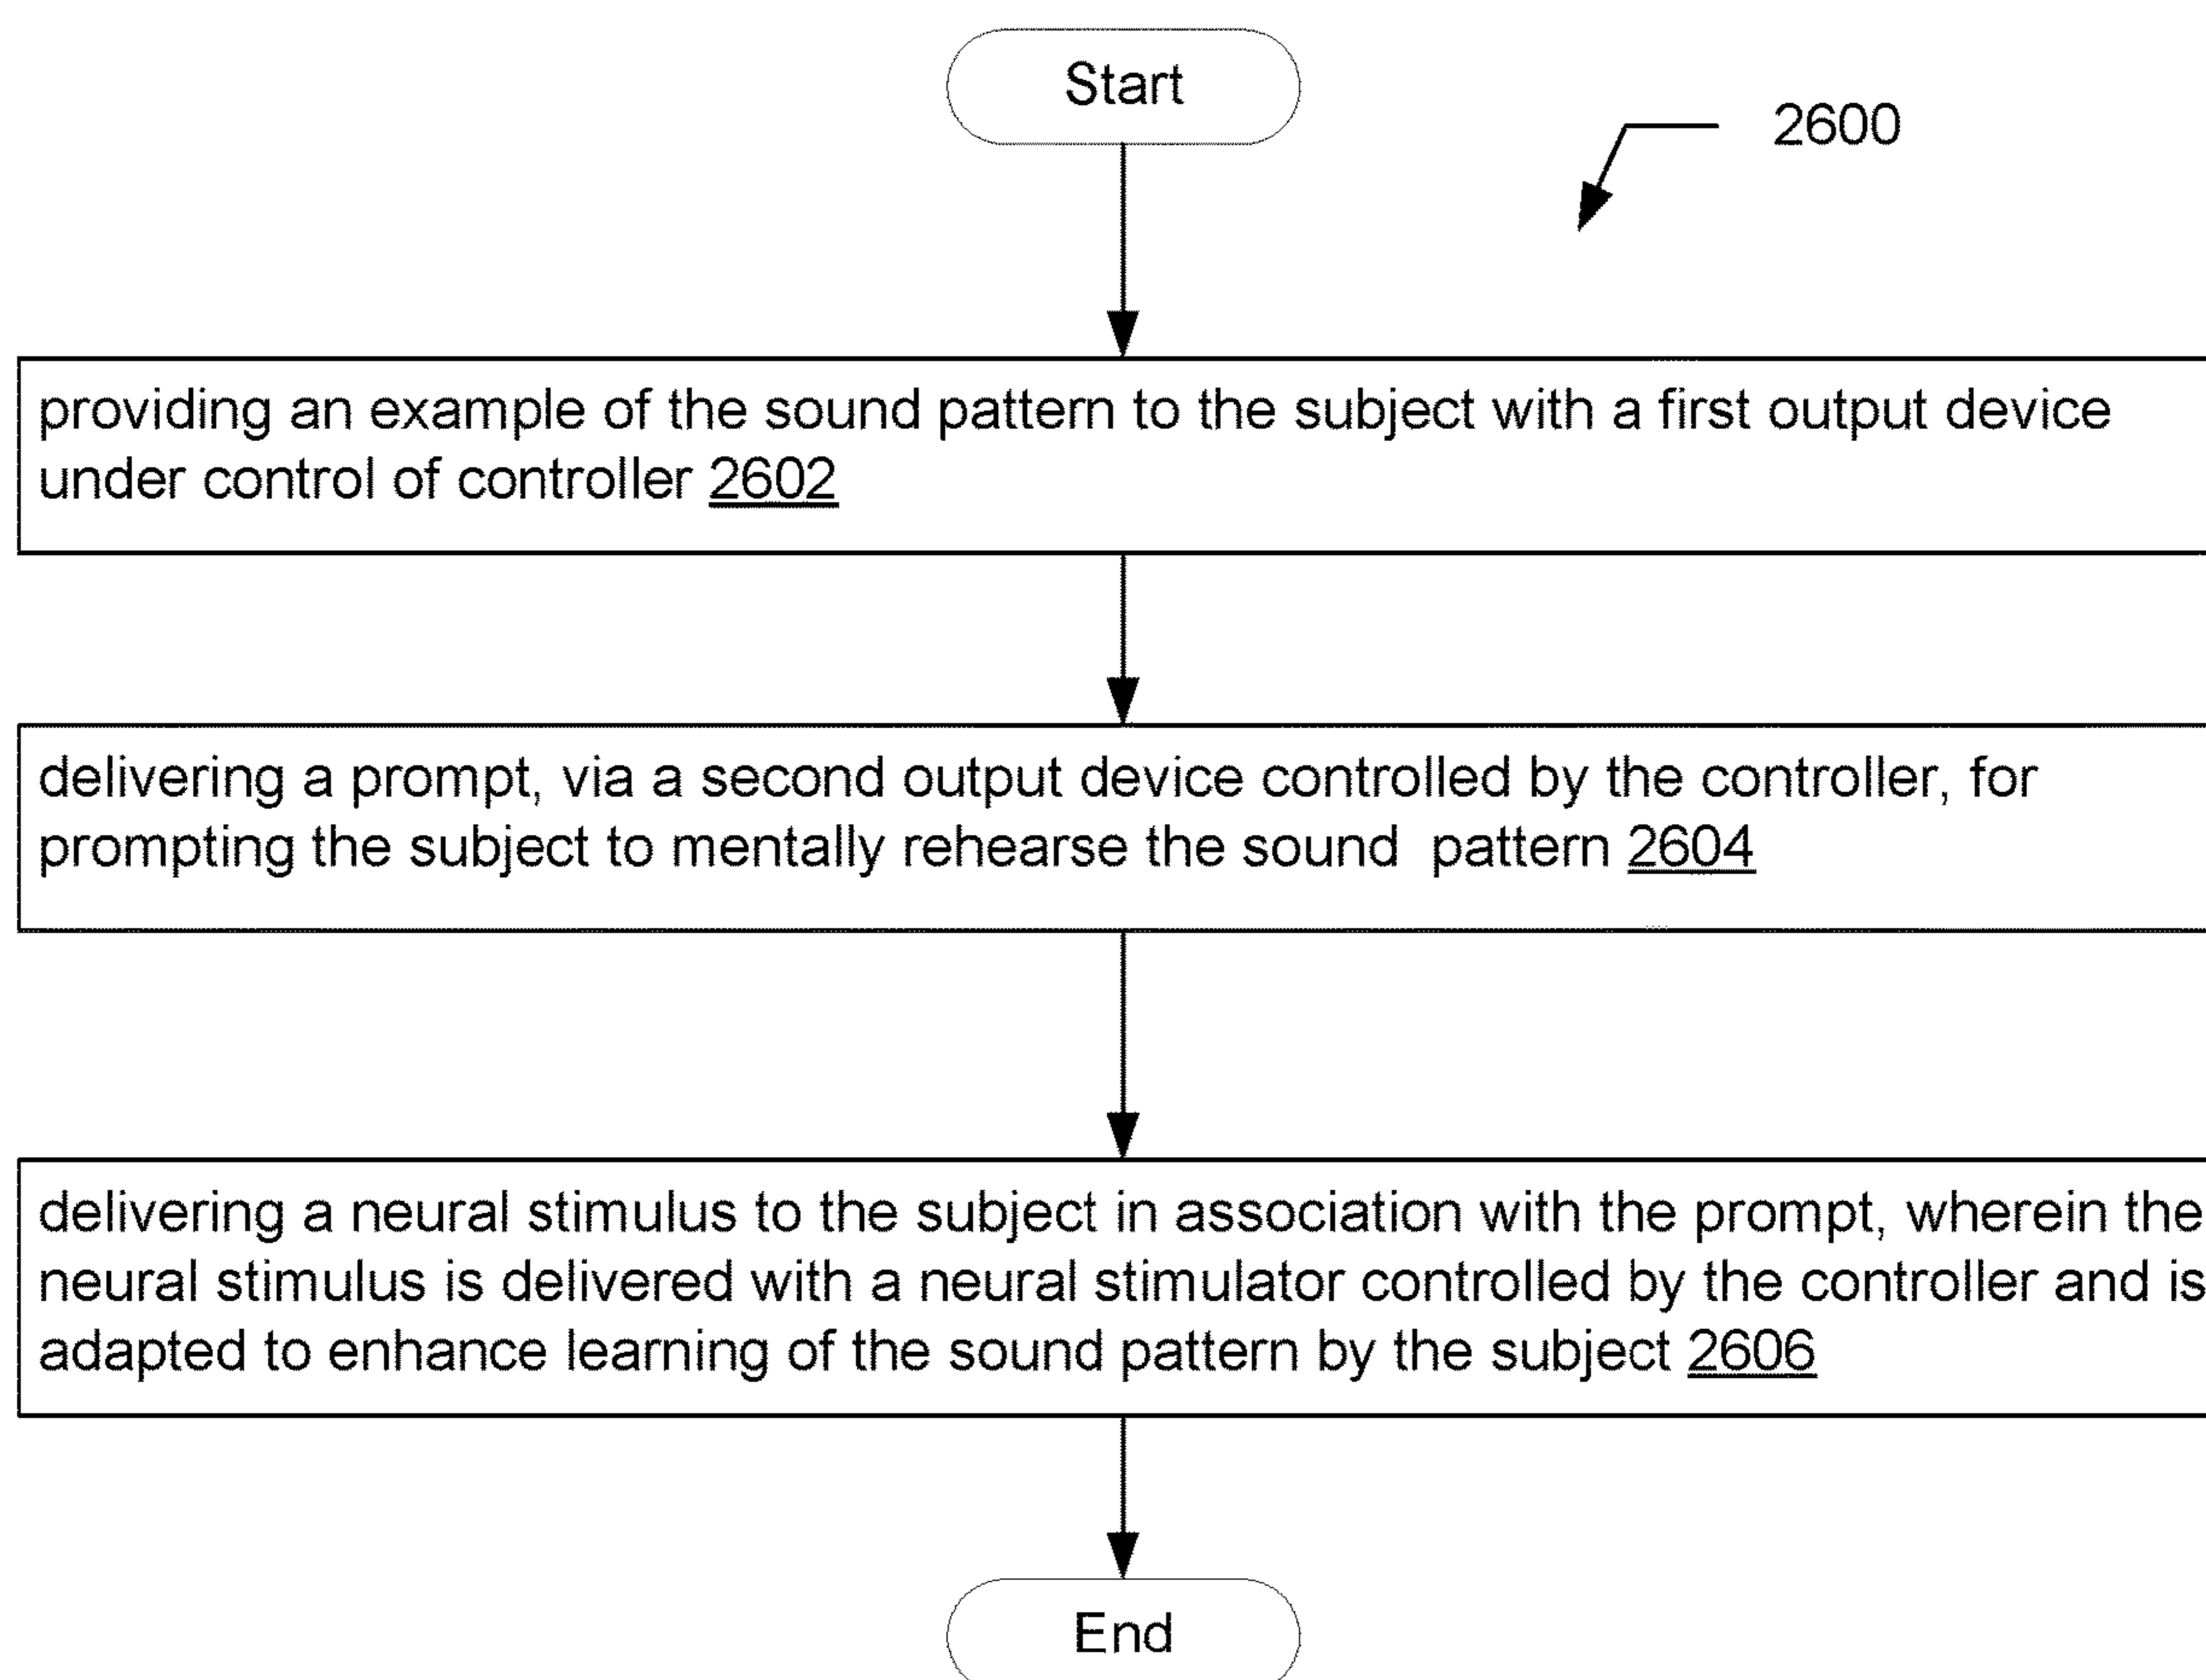 Start
2600
providing an example of the sound pattern to the subject with a first output device
under control of controller 2602
delivering a prompt, via a second output device controlled by the controller, for
prompting the subject to mentally rehearse the sound pattern 2604
delivering a neural stimulus to the subject in association with the prompt, wherein the
neural stimulus is delivered with a neural stimulator controlled by the controller and is
adapted to enhance learning of the sound pattern by the subject 2606
End